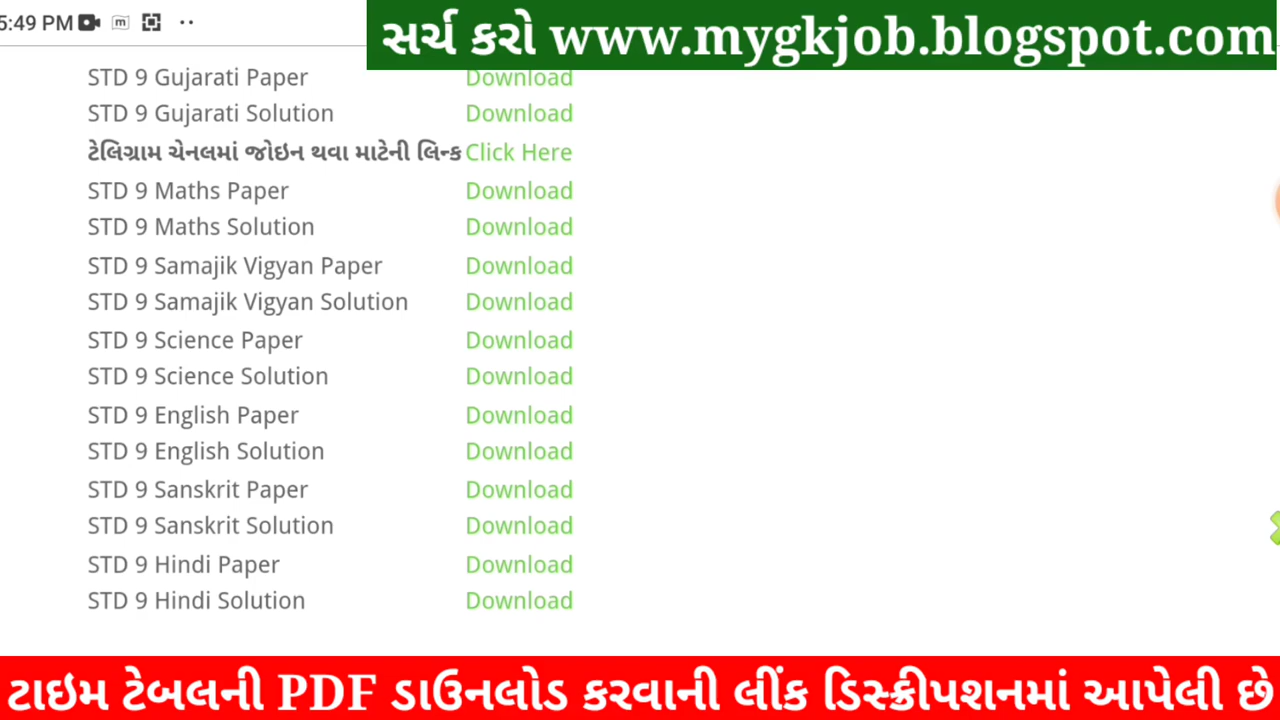 5:49 PM
સર્ચ કરો www.mygkjob.blogspot.com
STD 9 Gujarati Paper Download
STD 9 Gujarati Solution Download
ટેલિગ્રામ ચેનલમાં જોઇન થવા માટેની લિન્ક Click Here
STD 9 Maths Paper Download
STD 9 Maths Solution Download
STD 9 Samajik Vigyan Paper Download
STD 9 Samajik Vigyan Solution Download
STD 9 Science Paper Download
STD 9 Science Solution Download
STD 9 English Paper Download
STD 9 English Solution Download
STD 9 Sanskrit Paper Download
STD 9 Sanskrit Solution Download
STD 9 Hindi Paper Download
STD 9 Hindi Solution Download
ટાઇમ ટેબલની PDF ડાઉનલોડ કરવાની લીંક ડિસ્ક્રીપશનમાં આપેલી છે